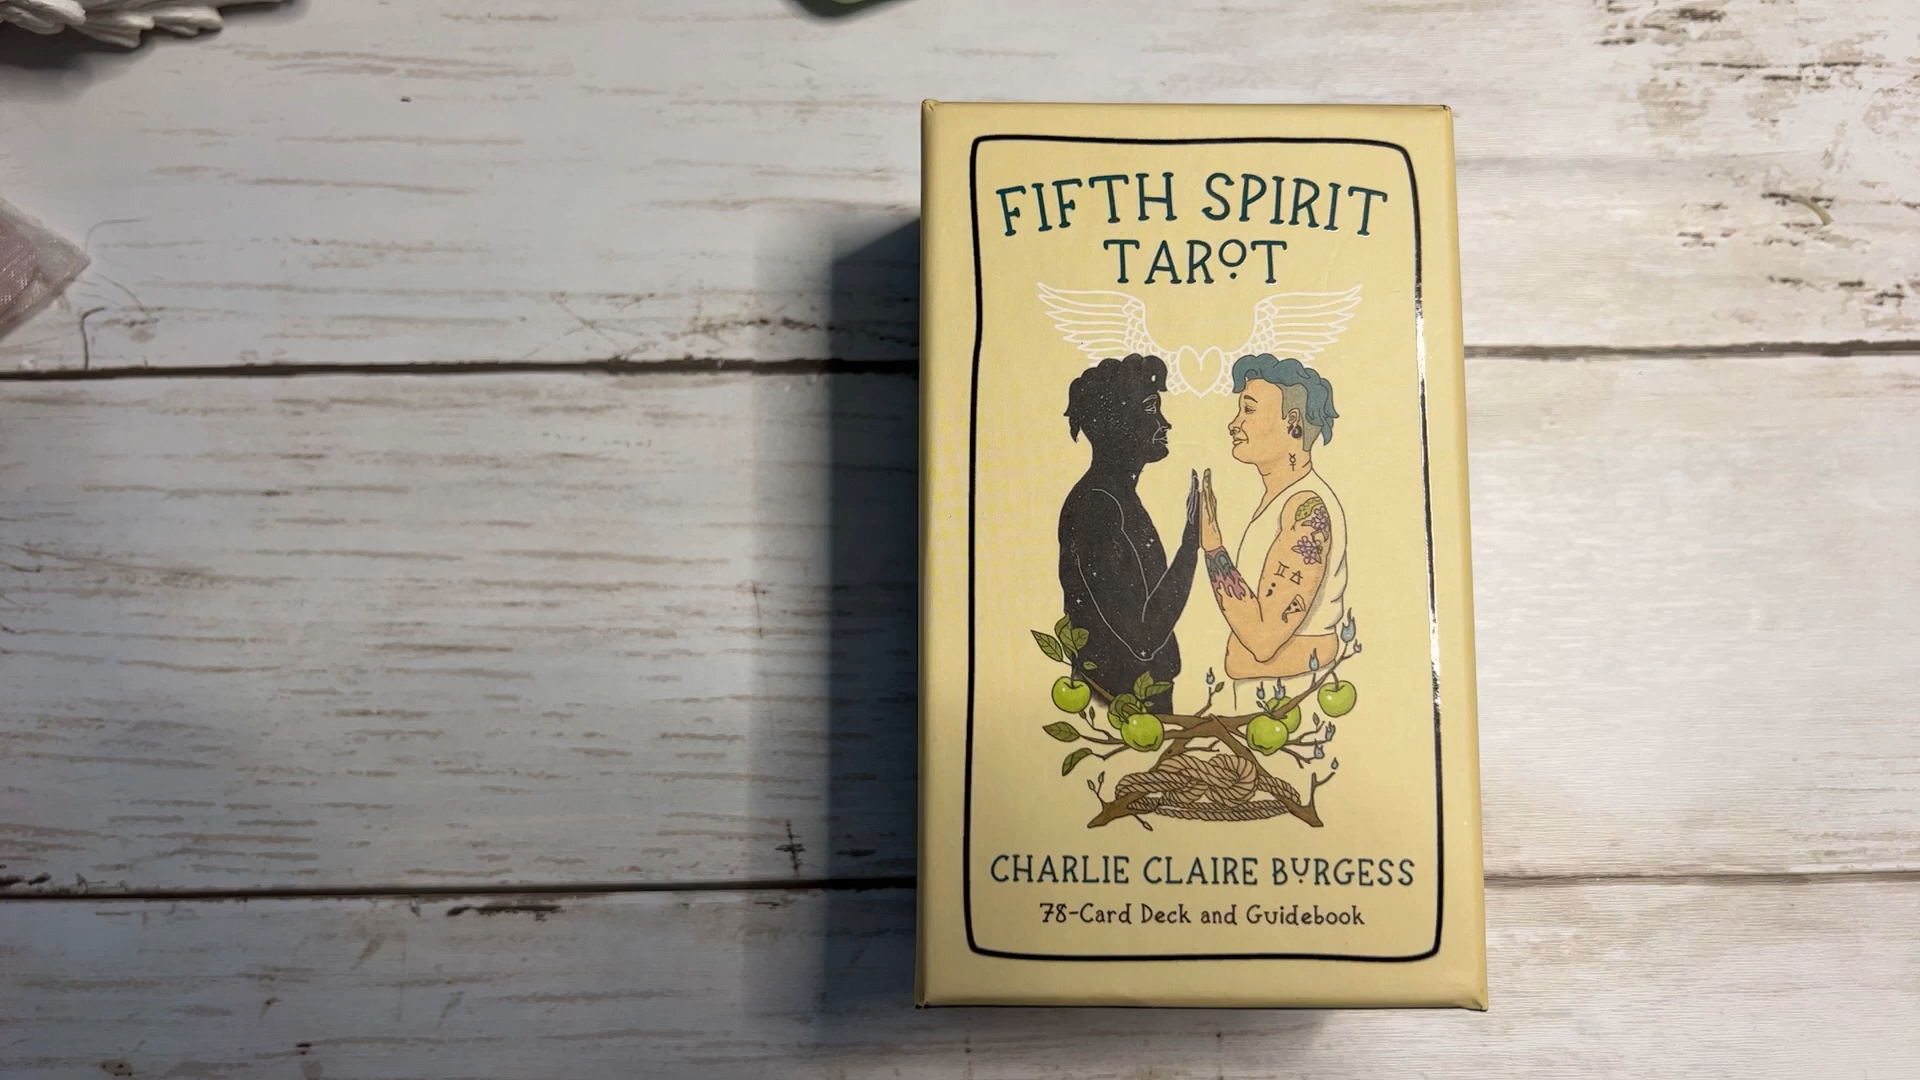 FIFTH SPIRIT
TAROT
CHARLIE CLAIRE BURGESS
78-Card Deck and Guidebook